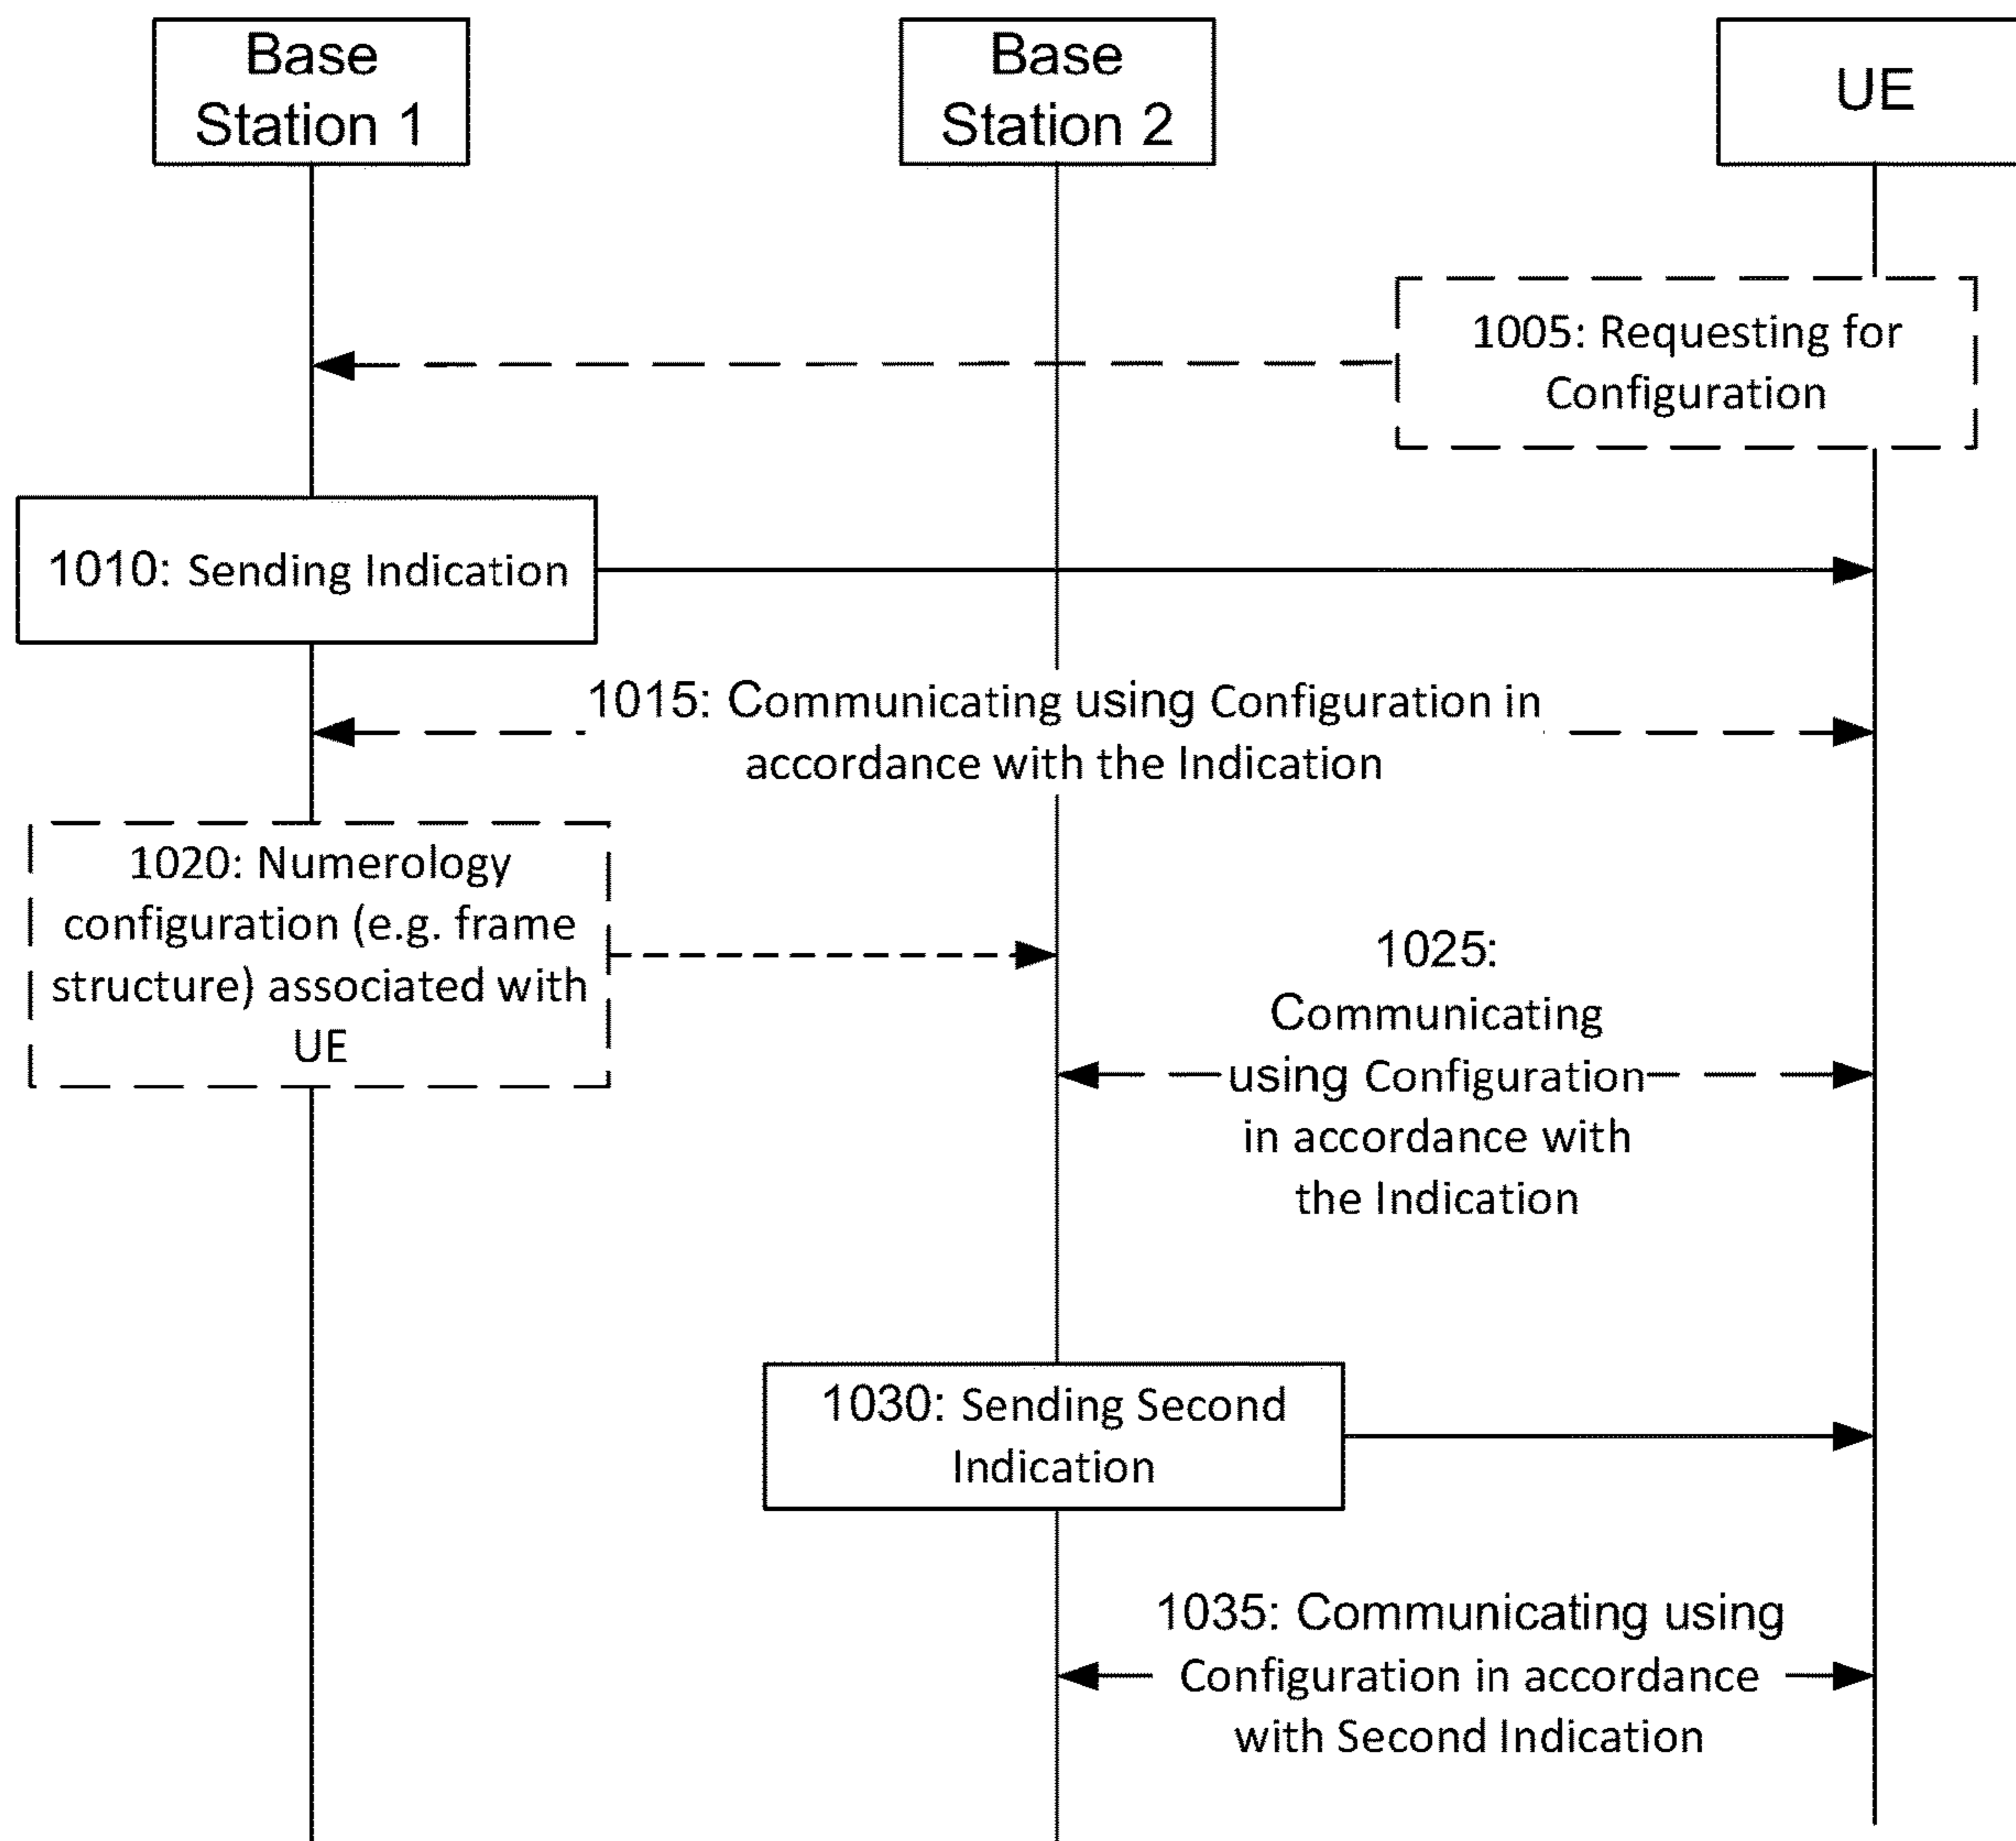 Base
Station 1
Base
Station 2
UE
1005: Requesting for
Configuration
1010: Sending Indication
1015: Communicating using Configuration in
accordance with the Indication
1020: Numerology
configuration (e.g. frame
structure) associated with
UE
1025:
Communicating
using Configuration
in accordance with
the Indication
1030: Sending Second
Indication
1035: Communicating using
Configuration in accordance
with Second Indication